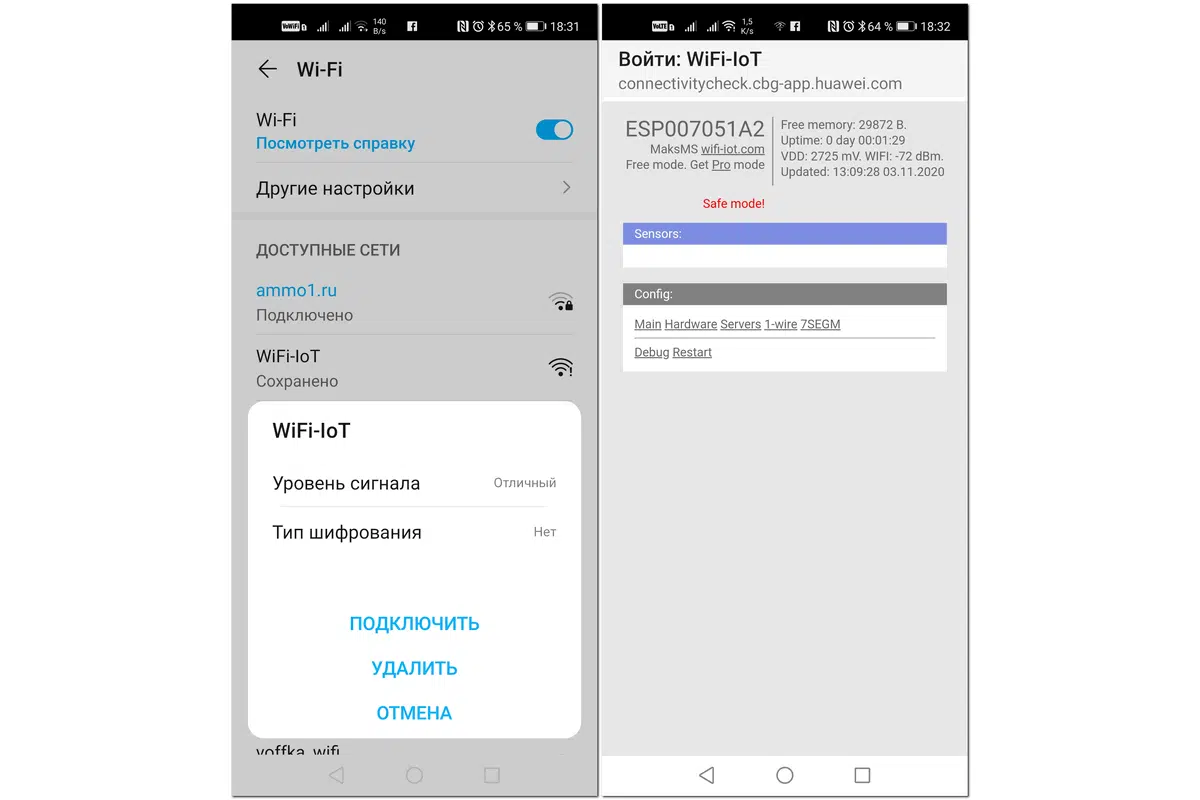 VoWiFi 1 140 B/s 65 % 18:31
Wi-Fi
Wi-Fi
Посмотреть справку
Другие настройки
ДОСТУПНЫЕ СЕТИ
ammo1.ru
Подключено
WiFi-IoT
Сохранено
WiFi-IoT
Уровень сигнала Отличный
Тип шифрования Нет
ПОДКЛЮЧИТЬ
УДАЛИТЬ
ОТМЕНА
voffka_wifi
VoLTE 1 1,5 K/s 64 % 18:32
Войти: WiFi-IoT
connectivitycheck.cbg-app.huawei.com
ESP007051A2
MaksMS wifi-iot.com
Free mode. Get Pro mode
Free memory: 29872 B.
Uptime: 0 day 00:01:29
VDD: 2725 mV. WIFI: -72 dBm.
Updated: 13:09:28 03.11.2020
Safe mode!
Sensors:
Config:
Main Hardware Servers 1-wire 7SEGM
Debug Restart